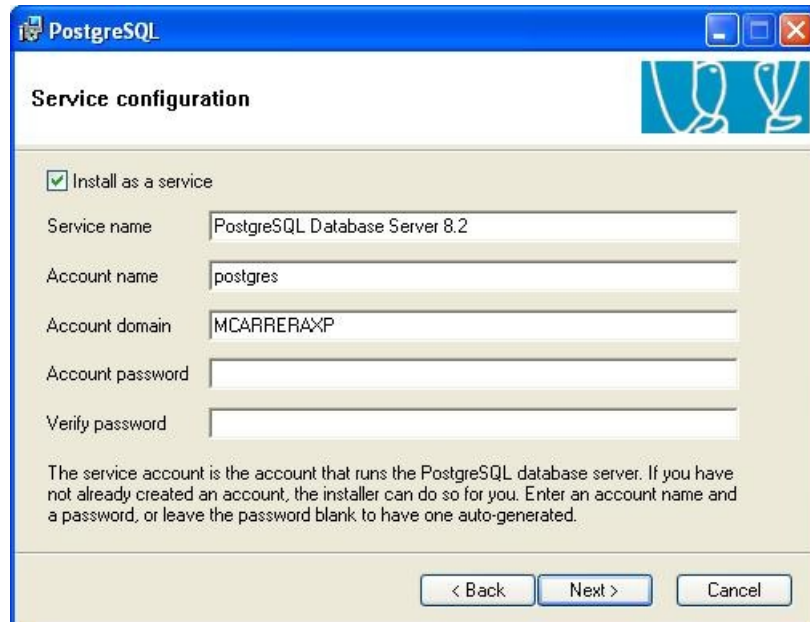 PostgreSQL
Service configuration
Install as a service
Service name PostgreSQL Database Server 8.2
Account name postgres
Account domain MCARRERAXP
Account password
Verify password
The service account is the account that runs the PostgreSQL database server. If you have
not already created an account, the installer can do so for you. Enter an account name and
a password, or leave the password blank to have one auto-generated.
< Back Next > Cancel